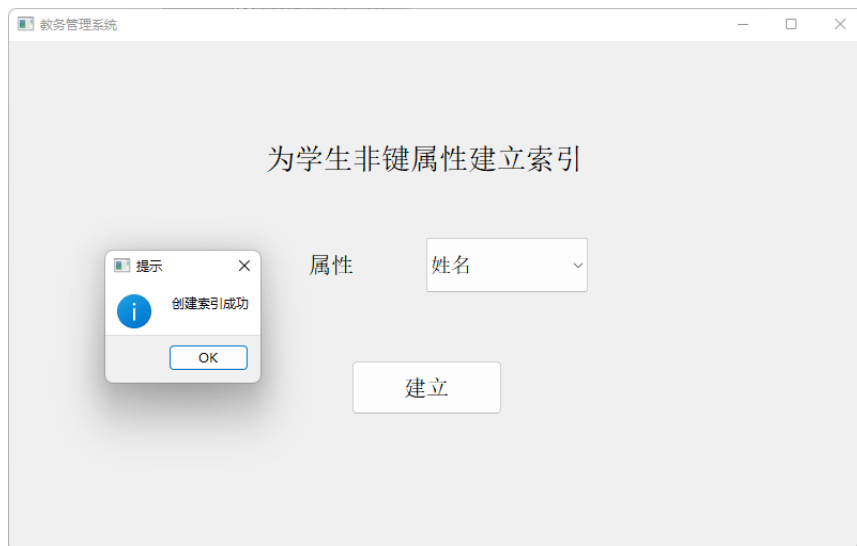 教务管理系统
为学生非键属性建立索引
属性
姓名
提示
创建索引成功
OK
建立